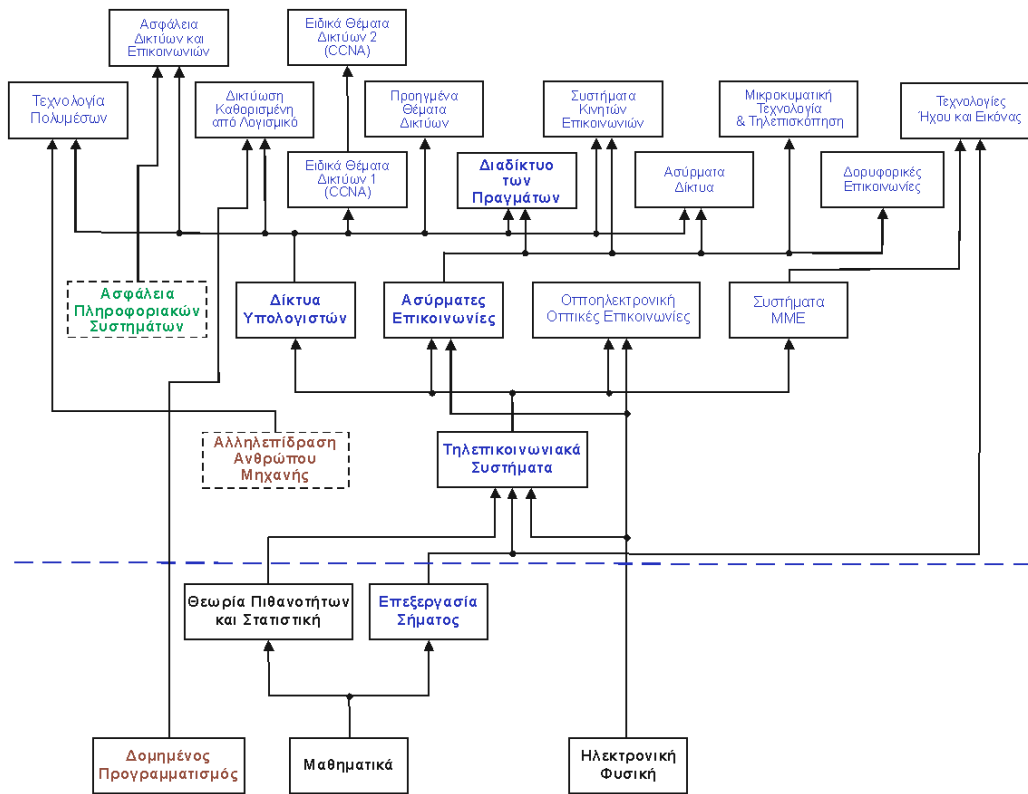 Ασφάλεια
Δικτύων και
Επικοινωνιών
Ειδικά Θέματα
Δικτύων 2
(CCNA)
Τεχνολογία
Πολυμέσων
Δικτύωση
Καθορισμένη
από Λογισμικό
Προηγμένα
Θέματα
Δικτύων
Συστήματα
Κινητών
Επικοινωνιών
Μικροκυματική
Τεχνολογία
& Τηλεπισκόπηση
Τεχνολογίες
Ήχου και Εικόνας
Ειδικά Θέματα
Δικτύων 1
(CCNA)
Διαδίκτυο
των
Πραγμάτων
Ασύρματα
Δίκτυα
Δορυφορικές
Επικοινωνίες
Ασφάλεια
Πληροφοριακών
Συστημάτων
Δίκτυα
Υπολογιστών
Ασύρματες
Επικοινωνίες
Οπτοηλεκτρονική
Οπτικές Επικοινωνίες
Συστήματα
ΜΜΕ
Αλληλεπίδραση
Ανθρώπου
Μηχανής
Τηλεπικοινωνιακά
Συστήματα
Θεωρία Πιθανοτήτων
και Στατιστική
Επεξεργασία
Σήματος
Δομημένος
Προγραμματισμός
Μαθηματικά
Ηλεκτρονική
Φυσική